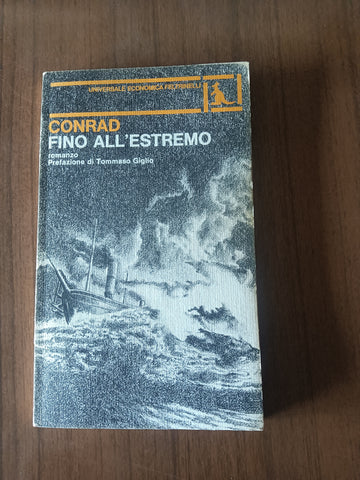 UNIVERSALE ECONOMICA FELTRINELLI
CONRAD
FINO ALL'ESTREMO
romanzo
Prefazione di Tommaso Giglio